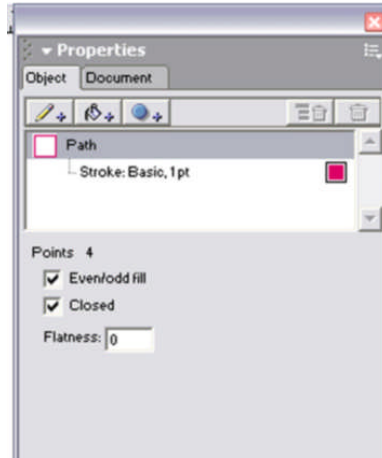 Properties
Object Document
Path
Stroke: Basic, 1pt
Points 4
Even/odd fill
Closed
Flatness: 0